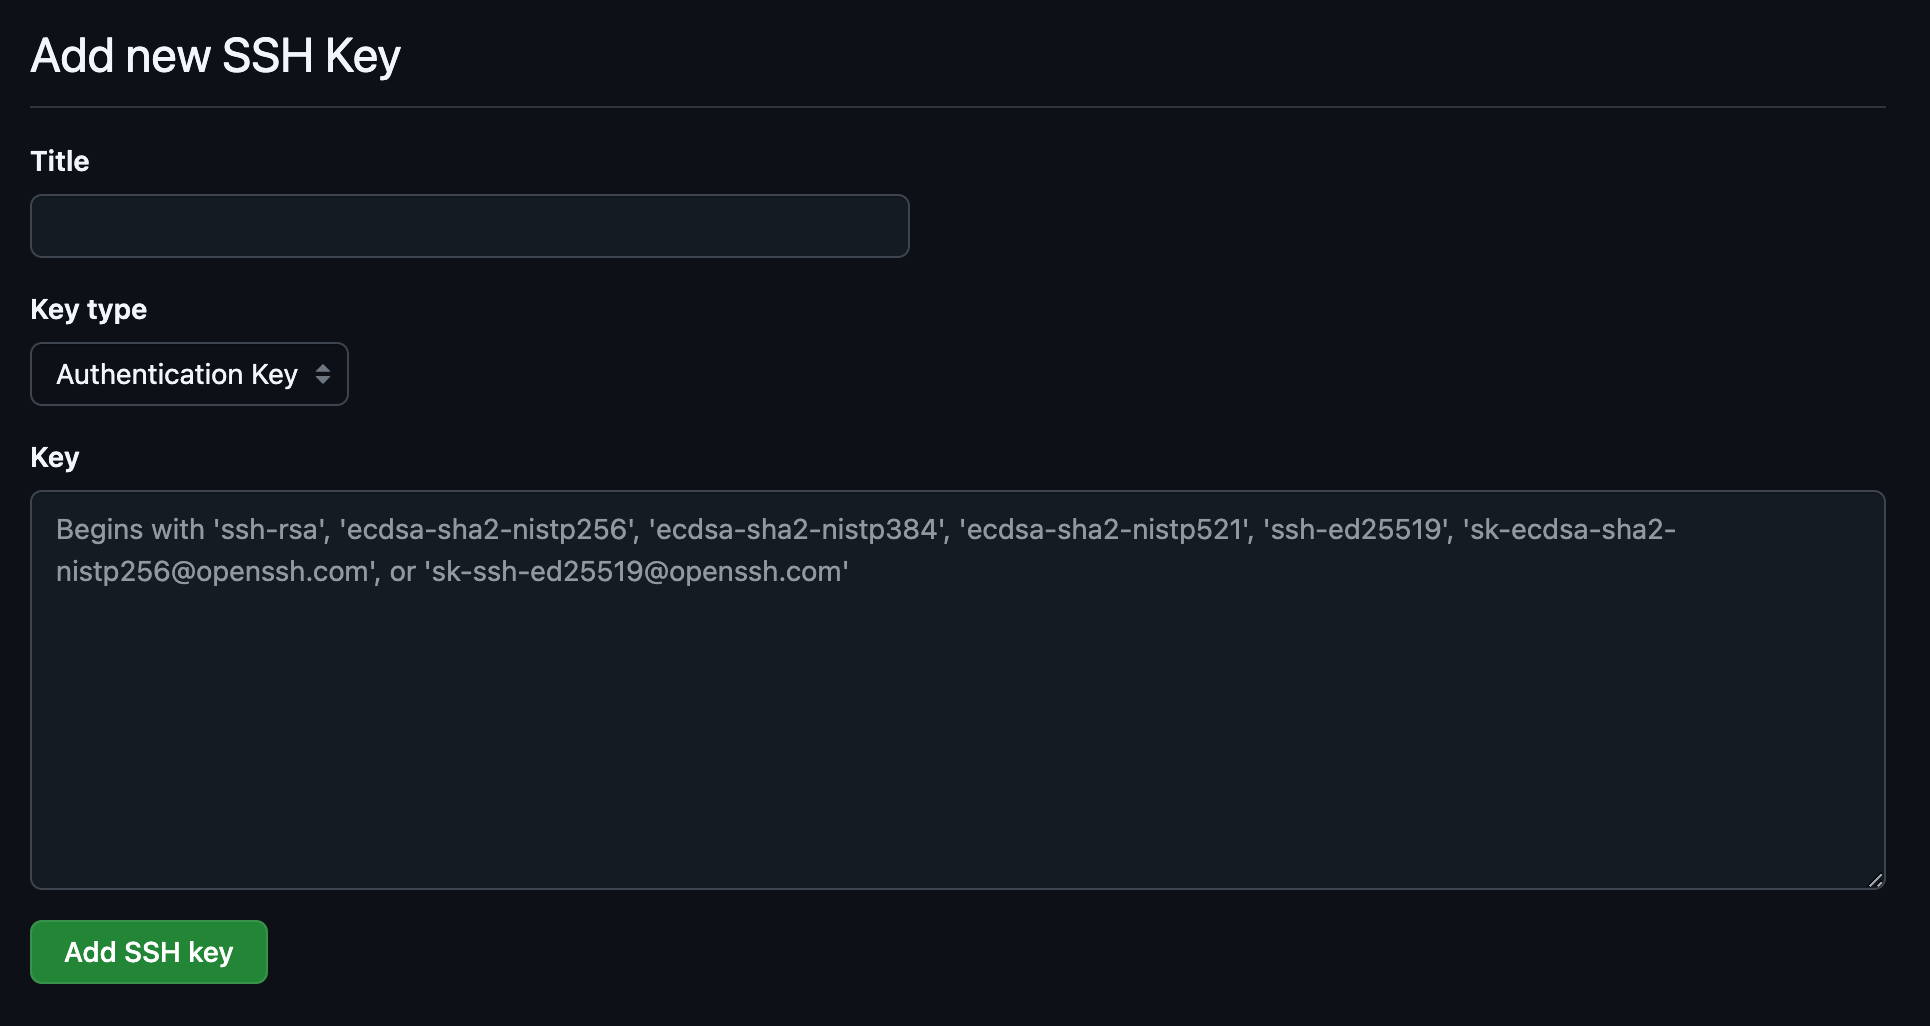 Add new SSH Key
Title
Key type
Authentication Key
Key
Begins with 'ssh-rsa', 'ecdsa-sha2-nistp256', 'ecdsa-sha2-nistp384', 'ecdsa-sha2-nistp521', 'ssh-ed25519', 'sk-ecdsa-sha2-
nistp256@openssh.com', or 'sk-ssh-ed25519@openssh.com'
Add SSH key